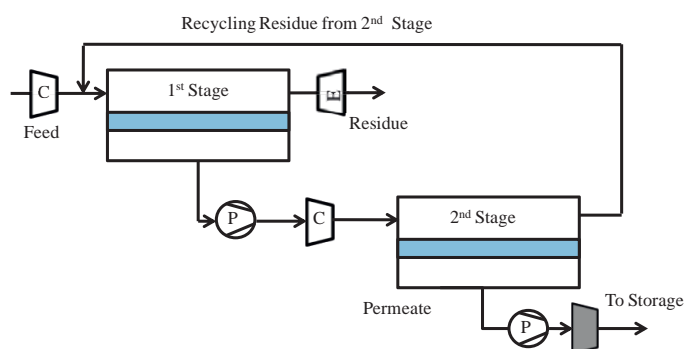 Recycling Residue from 2nd Stage
C
1st Stage
Feed
Residue
P
C
2nd Stage
Permeate
To Storage
P